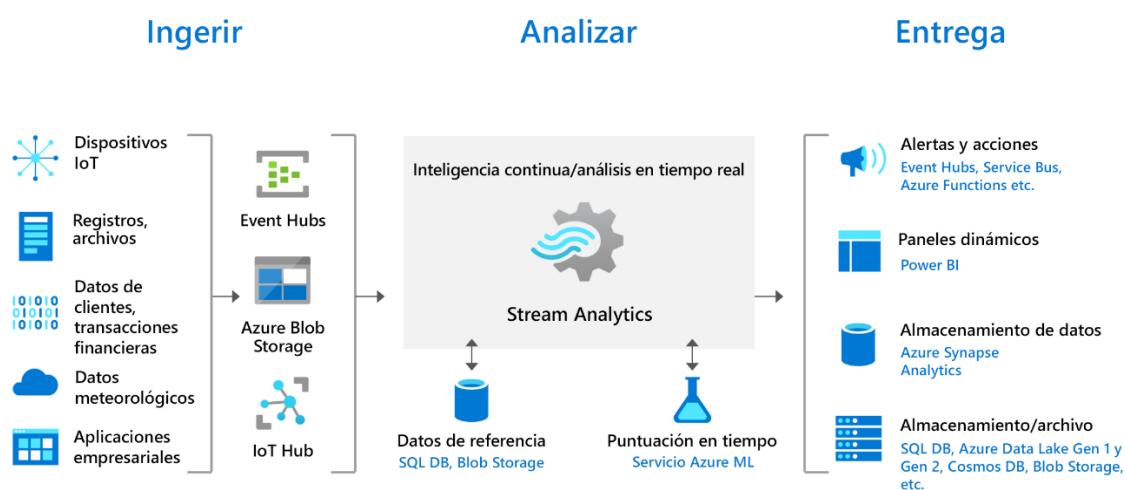 Ingerir
Analizar
Entrega
Dispositivos
IoT
Registros,
archivos
Datos de
clientes,
transacciones
financieras
Datos
meteorológicos
Aplicaciones
empresariales
Event Hubs
Azure Blob
Storage
IoT Hub
Inteligencia continua/análisis en tiempo real
Stream Analytics
Datos de referencia
SQL DB, Blob Storage
Puntuación en tiempo
Servicio Azure ML
Alertas y acciones
Event Hubs, Service Bus,
Azure Functions etc.
Paneles dinámicos
Power BI
Almacenamiento de datos
Azure Synapse
Analytics
Almacenamiento/archivo
SQL DB, Azure Data Lake Gen 1 y
Gen 2, Cosmos DB, Blob Storage,
etc.